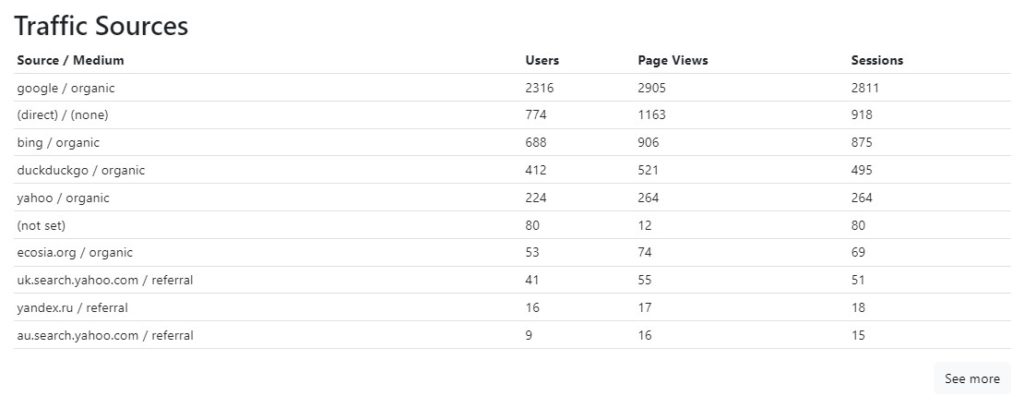 Traffic Sources
Source / Medium Users Page Views Sessions
google / organic 2316 2905 2811
(direct) / (none) 774 1163 918
bing / organic 688 906 875
duckduckgo / organic 412 521 495
yahoo / organic 224 264 264
(not set) 80 12 80
ecosia.org / organic 53 74 69
uk.search.yahoo.com / referral 41 55 51
yandex.ru / referral 16 17 18
au.search.yahoo.com / referral 9 16 15
See more